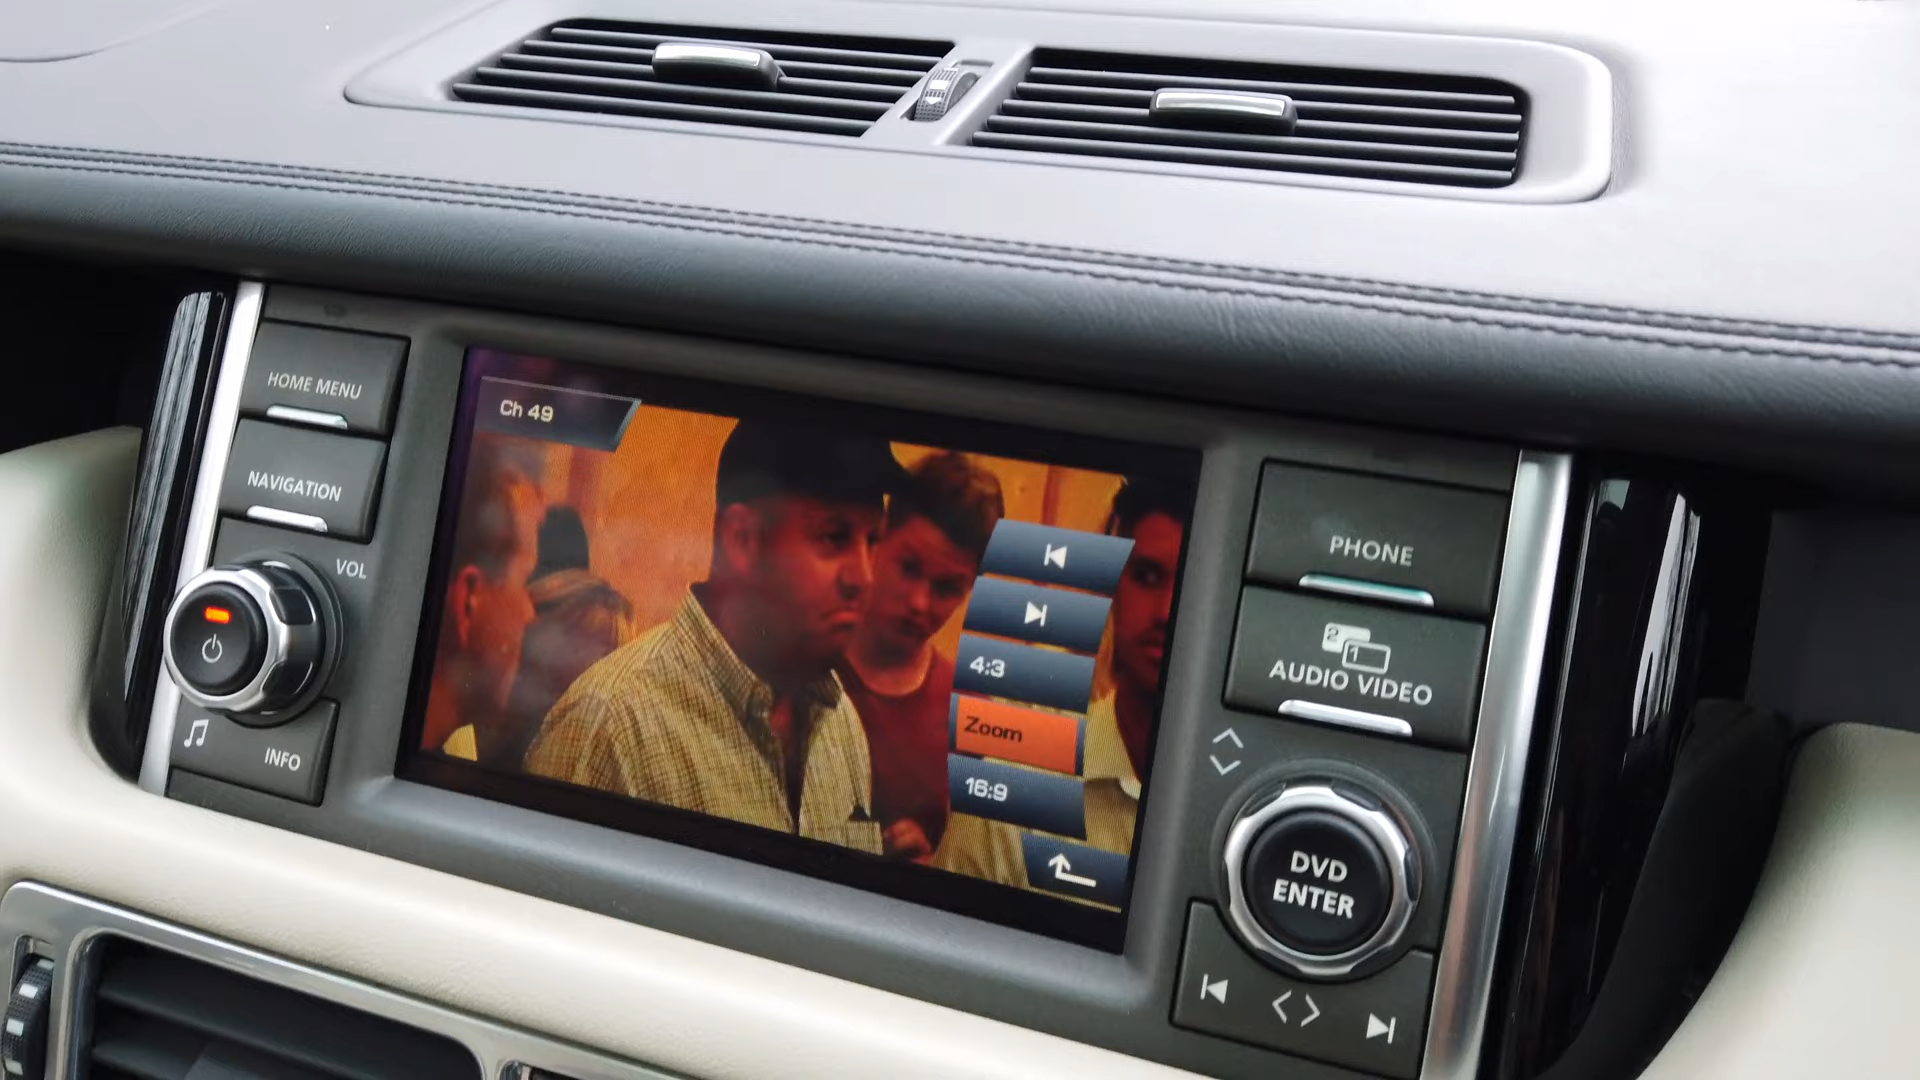 HOME MENU
NAVIGATION
VOL
INFO
Ch 49
4:3
Zoom
16:9
PHONE
2
1
AUDIO VIDEO
DVD
ENTER